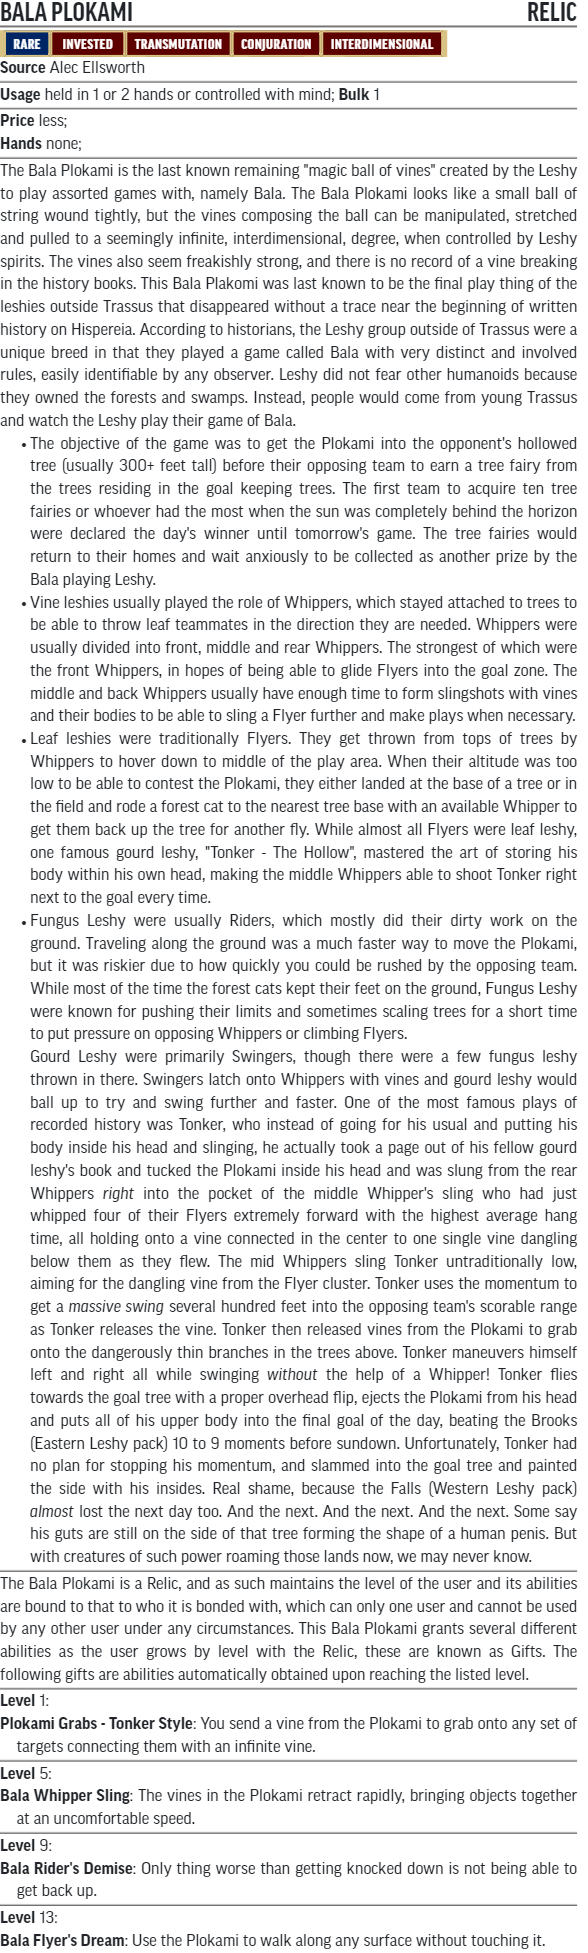 BALA PLOKAMI RELIC
RARE INVESTED TRANSMUTATION CONJURATION INTERDIMENSIONAL
Source Alec Ellsworth
Usage held in 1 or 2 hands or controlled with mind; Bulk 1
Price less;
Hands none;
The Bala Plokami is the last known remaining "magic ball of vines" created by the Leshy
to play assorted games with, namely Bala. The Bala Plokami looks like a small ball of
string wound tightly, but the vines composing the ball can be manipulated, stretched
and pulled to a seemingly infinite, interdimensional, degree, when controlled by Leshy
spirits. The vines also seem freakishly strong, and there is no record of a vine breaking
in the history books. This Bala Plakomi was last known to be the final play thing of the
leshies outside Trassus that disappeared without a trace near the beginning of written
history on Hispereia. According to historians, the Leshy group outside of Trassus were a
unique breed in that they played a game called Bala with very distinct and involved
rules, easily identifiable by any observer. Leshy did not fear other humanoids because
they owned the forests and swamps. Instead, people would come from young Trassus
and watch the Leshy play their game of Bala.
• The objective of the game was to get the Plokami into the opponent's hollowed
tree (usually 300+ feet tall) before their opposing team to earn a tree fairy from
the trees residing in the goal keeping trees. The first team to acquire ten tree
fairies or whoever had the most when the sun was completely behind the horizon
were declared the day's winner until tomorrow's game. The tree fairies would
return to their homes and wait anxiously to be collected as another prize by the
Bala playing Leshy.
• Vine leshies usually played the role of Whippers, which stayed attached to trees to
be able to throw leaf teammates in the direction they are needed. Whippers were
usually divided into front, middle and rear Whippers. The strongest of which were
the front Whippers, in hopes of being able to glide Flyers into the goal zone. The
middle and back Whippers usually have enough time to form slingshots with vines
and their bodies to be able to sling a Flyer further and make plays when necessary.
• Leaf leshies were traditionally Flyers. They get thrown from tops of trees by
Whippers to hover down to middle of the play area. When their altitude was too
low to be able to contest the Plokami, they either landed at the base of a tree or in
the field and rode a forest cat to the nearest tree base with an available Whipper to
get them back up the tree for another fly. While almost all Flyers were leaf leshy,
one famous gourd leshy, "Tonker - The Hollow", mastered the art of storing his
body within his own head, making the middle Whippers able to shoot Tonker right
next to the goal every time.
• Fungus Leshy were usually Riders, which mostly did their dirty work on the
ground. Traveling along the ground was a much faster way to move the Plokami,
but it was riskier due to how quickly you could be rushed by the opposing team.
While most of the time the forest cats kept their feet on the ground, Fungus Leshy
were known for pushing their limits and sometimes scaling trees for a short time
to put pressure on opposing Whippers or climbing Flyers.
Gourd Leshy were primarily Swingers, though there were a few fungus leshy
thrown in there. Swingers latch onto Whippers with vines and gourd leshy would
ball up to try and swing further and faster. One of the most famous plays of
recorded history was Tonker, who instead of going for his usual and putting his
body inside his head and slinging, he actually took a page out of his fellow gourd
leshy's book and tucked the Plokami inside his head and was slung from the rear
Whippers right into the pocket of the middle Whipper's sling who had just
whipped four of their Flyers extremely forward with the highest average hang
time, all holding onto a vine connected in the center to one single vine dangling
below them as they flew. The mid Whippers sling Tonker untraditionally low,
aiming for the dangling vine from the Flyer cluster. Tonker uses the momentum to
get a massive swing several hundred feet into the opposing team's scorable range
as Tonker releases the vine. Tonker then released vines from the Plokami to grab
onto the dangerously thin branches in the trees above. Tonker maneuvers himself
left and right all while swinging without the help of a Whipper! Tonker flies
towards the goal tree with a proper overhead flip, ejects the Plokami from his head
and puts all of his upper body into the final goal of the day, beating the Brooks
(Eastern Leshy pack) 10 to 9 moments before sundown. Unfortunately, Tonker had
no plan for stopping his momentum, and slammed into the goal tree and painted
the side with his insides. Real shame, because the Falls (Western Leshy pack)
almost lost the next day too. And the next. And the next. And the next. Some say
his guts are still on the side of that tree forming the shape of a human penis. But
with creatures of such power roaming those lands now, we may never know.
The Bala Plokami is a Relic, and as such maintains the level of the user and its abilities
are bound to that to who it is bonded with, which can only one user and cannot be used
by any other user under any circumstances. This Bala Plokami grants several different
abilities as the user grows by level with the Relic, these are known as Gifts. The
following gifts are abilities automatically obtained upon reaching the listed level.
Level 1:
Plokami Grabs - Tonker Style: You send a vine from the Plokami to grab onto any set of
targets connecting them with an infinite vine.
Level 5:
Bala Whipper Sling: The vines in the Plokami retract rapidly, bringing objects together
at an uncomfortable speed.
Level 9:
Bala Rider's Demise: Only thing worse than getting knocked down is not being able to
get back up.
Level 13:
Bala Flyer's Dream: Use the Plokami to walk along any surface without touching it.